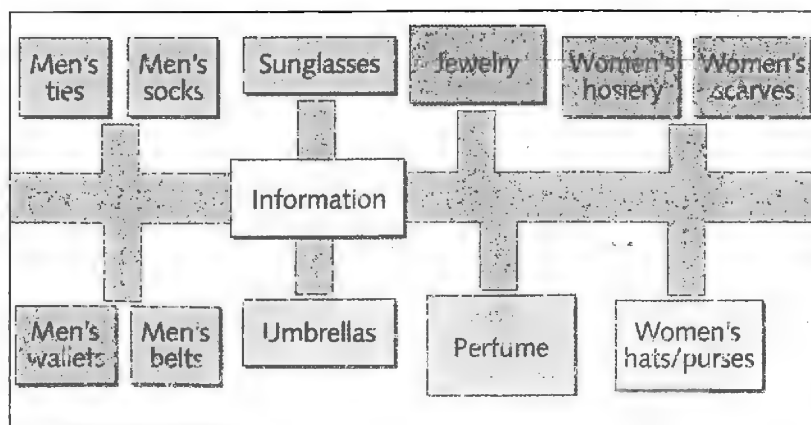 Men's
ties
Men's
socks
Sunglasses
Jewelry
Women's
hosiery
Women's
scarves
Information
Men's
wallets
Men's
belts
Umbrellas
Perfume
Women's
hats/purses